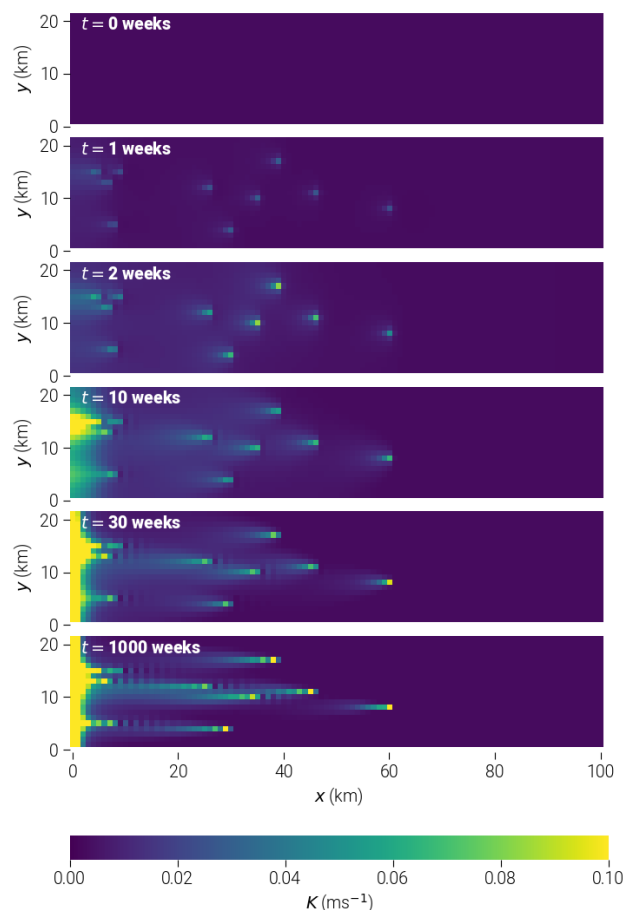 20
t = 0 weeks
y (km)
10
0
20
t = 1 weeks
y (km)
10
0
20
t = 2 weeks
y (km)
10
0
20
t = 10 weeks
y (km)
10
0
20
t = 30 weeks
y (km)
10
0
20
t = 1000 weeks
y (km)
10
0
0 20 40 60 80 100
x (km)
0.00 0.02 0.04 0.06 0.08 0.10
K (ms⁻¹)